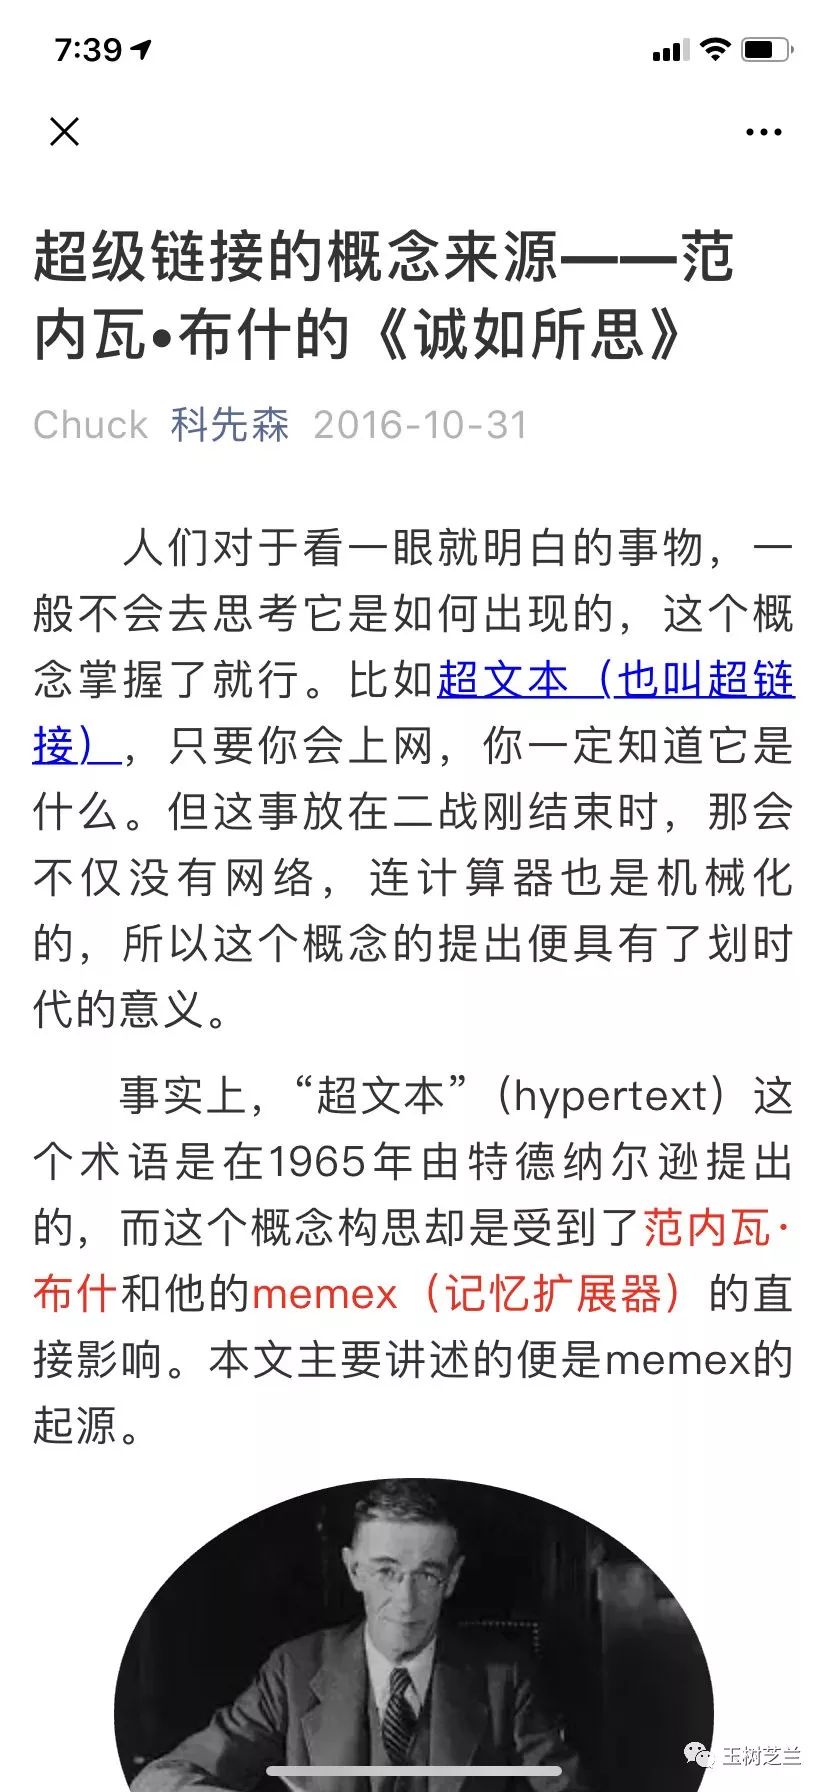 7:39
超级链接的概念来源——范
内瓦•布什的《诚如所思》
Chuck 科先森 2016-10-31
人们对于看一眼就明白的事物，一
般不会去思考它是如何出现的，这个概
念掌握了就行。比如超文本（也叫超链
接），只要你会上网，你一定知道它是
什么。但这事放在二战刚结束时，那会
不仅没有网络，连计算器也是机械化
的，所以这个概念的提出便具有了划时
代的意义。
事实上，“超文本”（hypertext）这
个术语是在1965年由特德纳尔逊提出
的，而这个概念构思却是受到了范内瓦·
布什和他的memex（记忆扩展器）的直
接影响。本文主要讲述的便是memex的
起源。
玉树芝兰